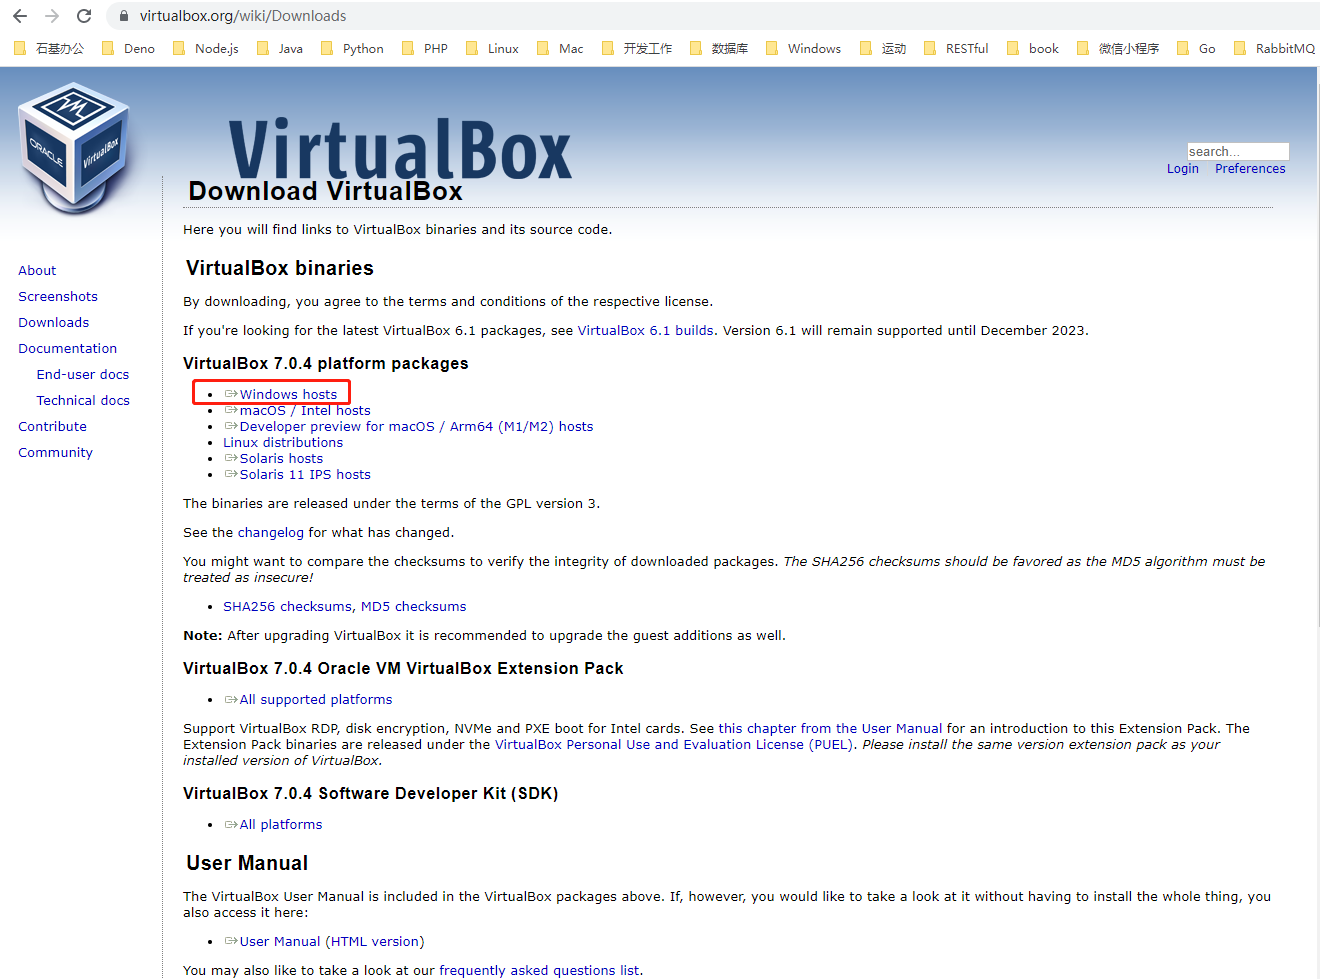 virtualbox.org/wiki/Downloads
石基办公 Deno Node.js Java Python PHP Linux Mac 开发工作 数据库 Windows 运动 RESTful book 微信小程序 Go RabbitMQ
ORACLE
VirtualBox
VirtualBox
search...
Login Preferences
Download VirtualBox
Here you will find links to VirtualBox binaries and its source code.
About
Screenshots
Downloads
Documentation
End-user docs
Technical docs
Contribute
Community
VirtualBox binaries
By downloading, you agree to the terms and conditions of the respective license.
If you're looking for the latest VirtualBox 6.1 packages, see VirtualBox 6.1 builds. Version 6.1 will remain supported until December 2023.
VirtualBox 7.0.4 platform packages
Windows hosts
macOS / Intel hosts
Developer preview for macOS / Arm64 (M1/M2) hosts
Linux distributions
Solaris hosts
Solaris 11 IPS hosts
The binaries are released under the terms of the GPL version 3.
See the changelog for what has changed.
You might want to compare the checksums to verify the integrity of downloaded packages. The SHA256 checksums should be favored as the MD5 algorithm must be
treated as insecure!
SHA256 checksums, MD5 checksums
Note: After upgrading VirtualBox it is recommended to upgrade the guest additions as well.
VirtualBox 7.0.4 Oracle VM VirtualBox Extension Pack
All supported platforms
Support VirtualBox RDP, disk encryption, NVMe and PXE boot for Intel cards. See this chapter from the User Manual for an introduction to this Extension Pack. The
Extension Pack binaries are released under the VirtualBox Personal Use and Evaluation License (PUEL). Please install the same version extension pack as your
installed version of VirtualBox.
VirtualBox 7.0.4 Software Developer Kit (SDK)
All platforms
User Manual
The VirtualBox User Manual is included in the VirtualBox packages above. If, however, you would like to take a look at it without having to install the whole thing, you
also access it here:
User Manual (HTML version)
You may also like to take a look at our frequently asked questions list.